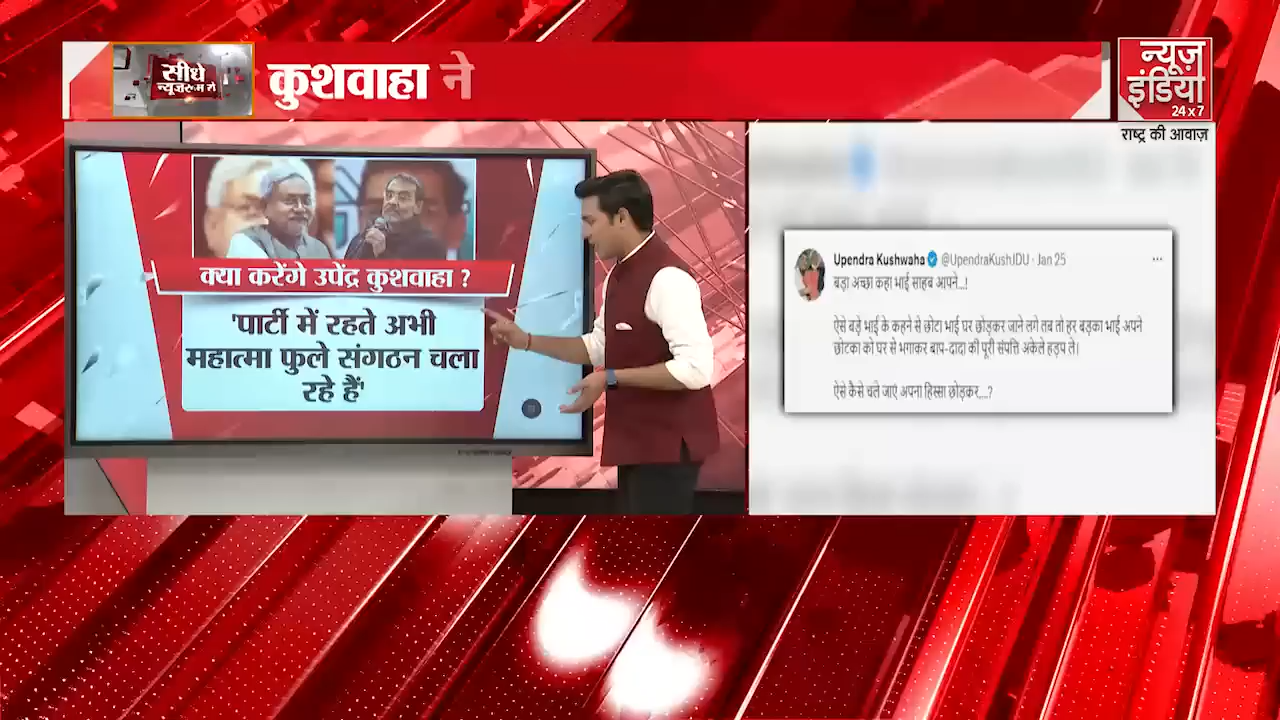 सीधे
न्यूज़रूम से
कुशवाहा ने
न्यूज़
इंडिया
24x7
राष्ट्र की आवाज़
क्या करेंगे उपेंद्र कुशवाहा ?
'पार्टी में रहते अभी
महात्मा फुले संगठन चला
रहे हैं'
Upendra Kushwaha @UpendraKushJDU · Jan 25
बड़ा अच्छा कहा भाई साहब आपने...!
ऐसे बड़े भाई के कहने से छोटा भाई घर छोड़कर जाने लगे तब तो हर बड़का भाई अपने
छोटका को घर से भगाकर बाप-दादा की पूरी संपत्ति अकेले हड़प ले।
ऐसे कैसे चले जाएं अपना हिस्सा छोड़कर....?